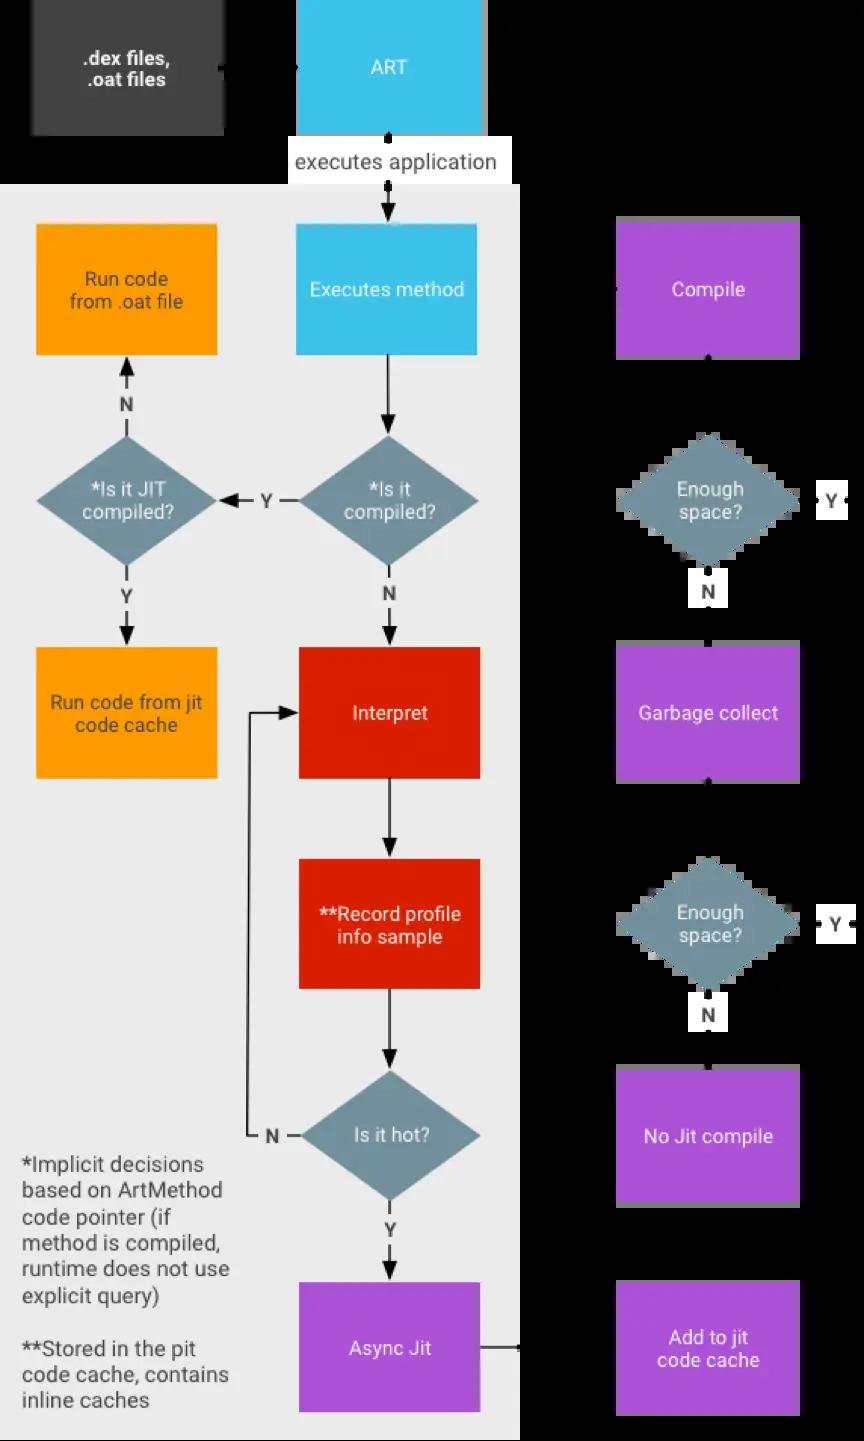 .dex files,
.oat files
ART
executes application
Run code
from .oat file
Executes method
Compile
N
*Is it JIT
compiled?
Y
*Is it
compiled?
Enough
space?
Y
Y
N
N
Run code from jit
code cache
Interpret
Garbage collect
**Record profile
info sample
Enough
space?
Y
N
N
Is it hot?
No Jit compile
*Implicit decisions
based on ArtMethod
code pointer (if
method is compiled,
runtime does not use
explicit query)
Y
**Stored in the pit
code cache, contains
inline caches
Async Jit
Add to jit
code cache